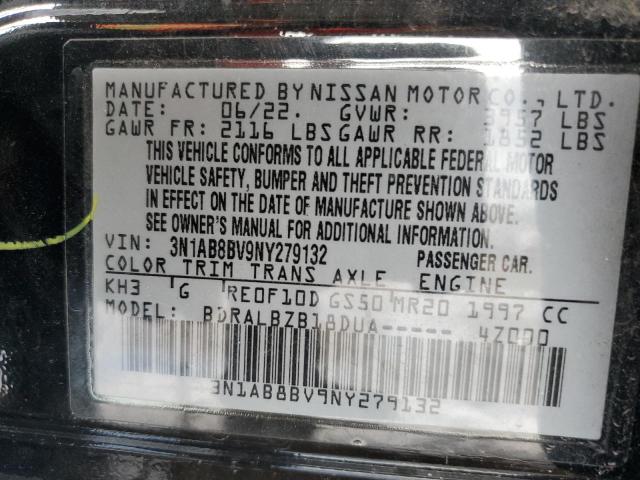 MANUFACTURED BY NISSAN MOTOR CO., LTD.
DATE: 06/22. GVWR: 3957 LBS
GAWR FR: 2116 LBS GAWR RR: 1852 LBS
THIS VEHICLE CONFORMS TO ALL APPLICABLE FEDERAL MOTOR
VEHICLE SAFETY, BUMPER AND THEFT PREVENTION STANDARDS
IN EFFECT ON THE DATE OF MANUFACTURE SHOWN ABOVE.
SEE OWNER'S MANUAL FOR ADDITIONAL INFORMATION.
VIN: 3N1AB8BV9NY279132 PASSENGER CAR.
COLOR TRIM TRANS AXLE ENGINE
KH3 G RE0F10D GS50 MR20 1997 CC
MODEL: BDRALBZB18DUA----- 4Z000
3N1AB8BV9NY279132